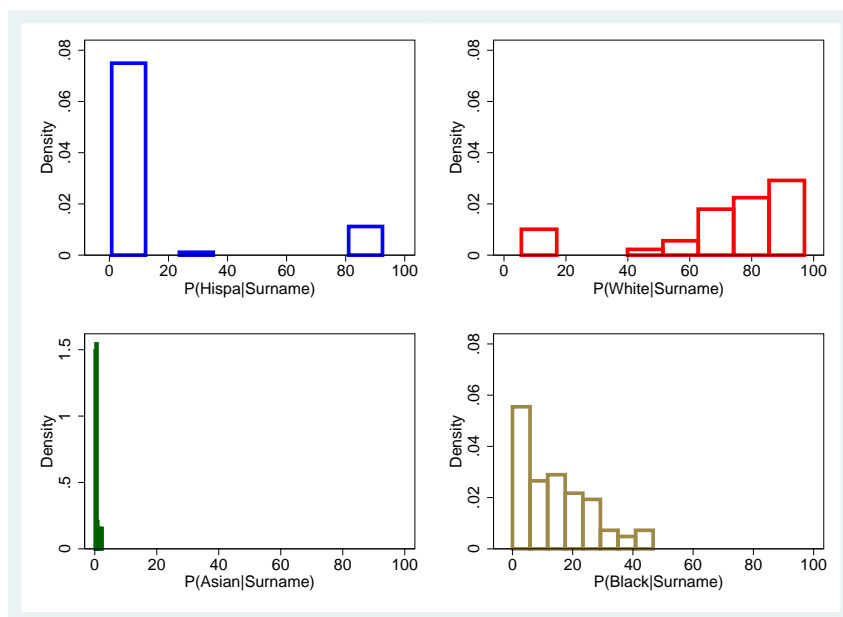 Density
0 .02 .04 .06 .08
0 20 40 60 80 100
P(Hispa|Surname)
Density
0 .02 .04 .06 .08
0 20 40 60 80 100
P(White|Surname)
Density
0 .5 1 1.5
0 20 40 60 80 100
P(Asian|Surname)
Density
0 .02 .04 .06 .08
0 20 40 60 80 100
P(Black|Surname)